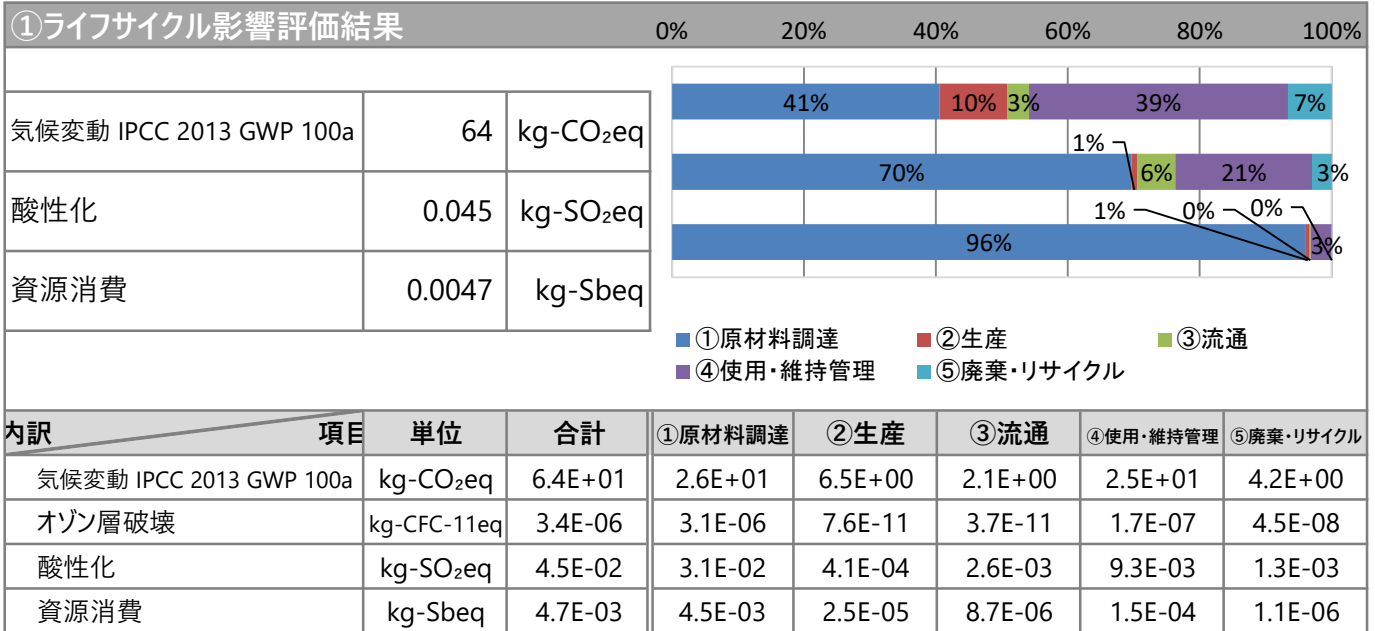 ①ライフサイクル影響評価結果 0% 20% 40% 60% 80% 100%
気候変動 IPCC 2013 GWP 100a 64 kg-CO₂eq
酸性化 0.045 kg-SO₂eq
資源消費 0.0047 kg-Sbeq
41% 10% 3% 39% 7%
1%
70% 6% 21% 3%
1% 0% 0%
96% 3%
①原材料調達 ②生産 ③流通
④使用・維持管理 ⑤廃棄・リサイクル
内訳 項目 単位 合計 ①原材料調達 ②生産 ③流通 ④使用・維持管理 ⑤廃棄・リサイクル
気候変動 IPCC 2013 GWP 100a kg-CO₂eq 6.4E+01 2.6E+01 6.5E+00 2.1E+00 2.5E+01 4.2E+00
オゾン層破壊 kg-CFC-11eq 3.4E-06 3.1E-06 7.6E-11 3.7E-11 1.7E-07 4.5E-08
酸性化 kg-SO₂eq 4.5E-02 3.1E-02 4.1E-04 2.6E-03 9.3E-03 1.3E-03
資源消費 kg-Sbeq 4.7E-03 4.5E-03 2.5E-05 8.7E-06 1.5E-04 1.1E-06